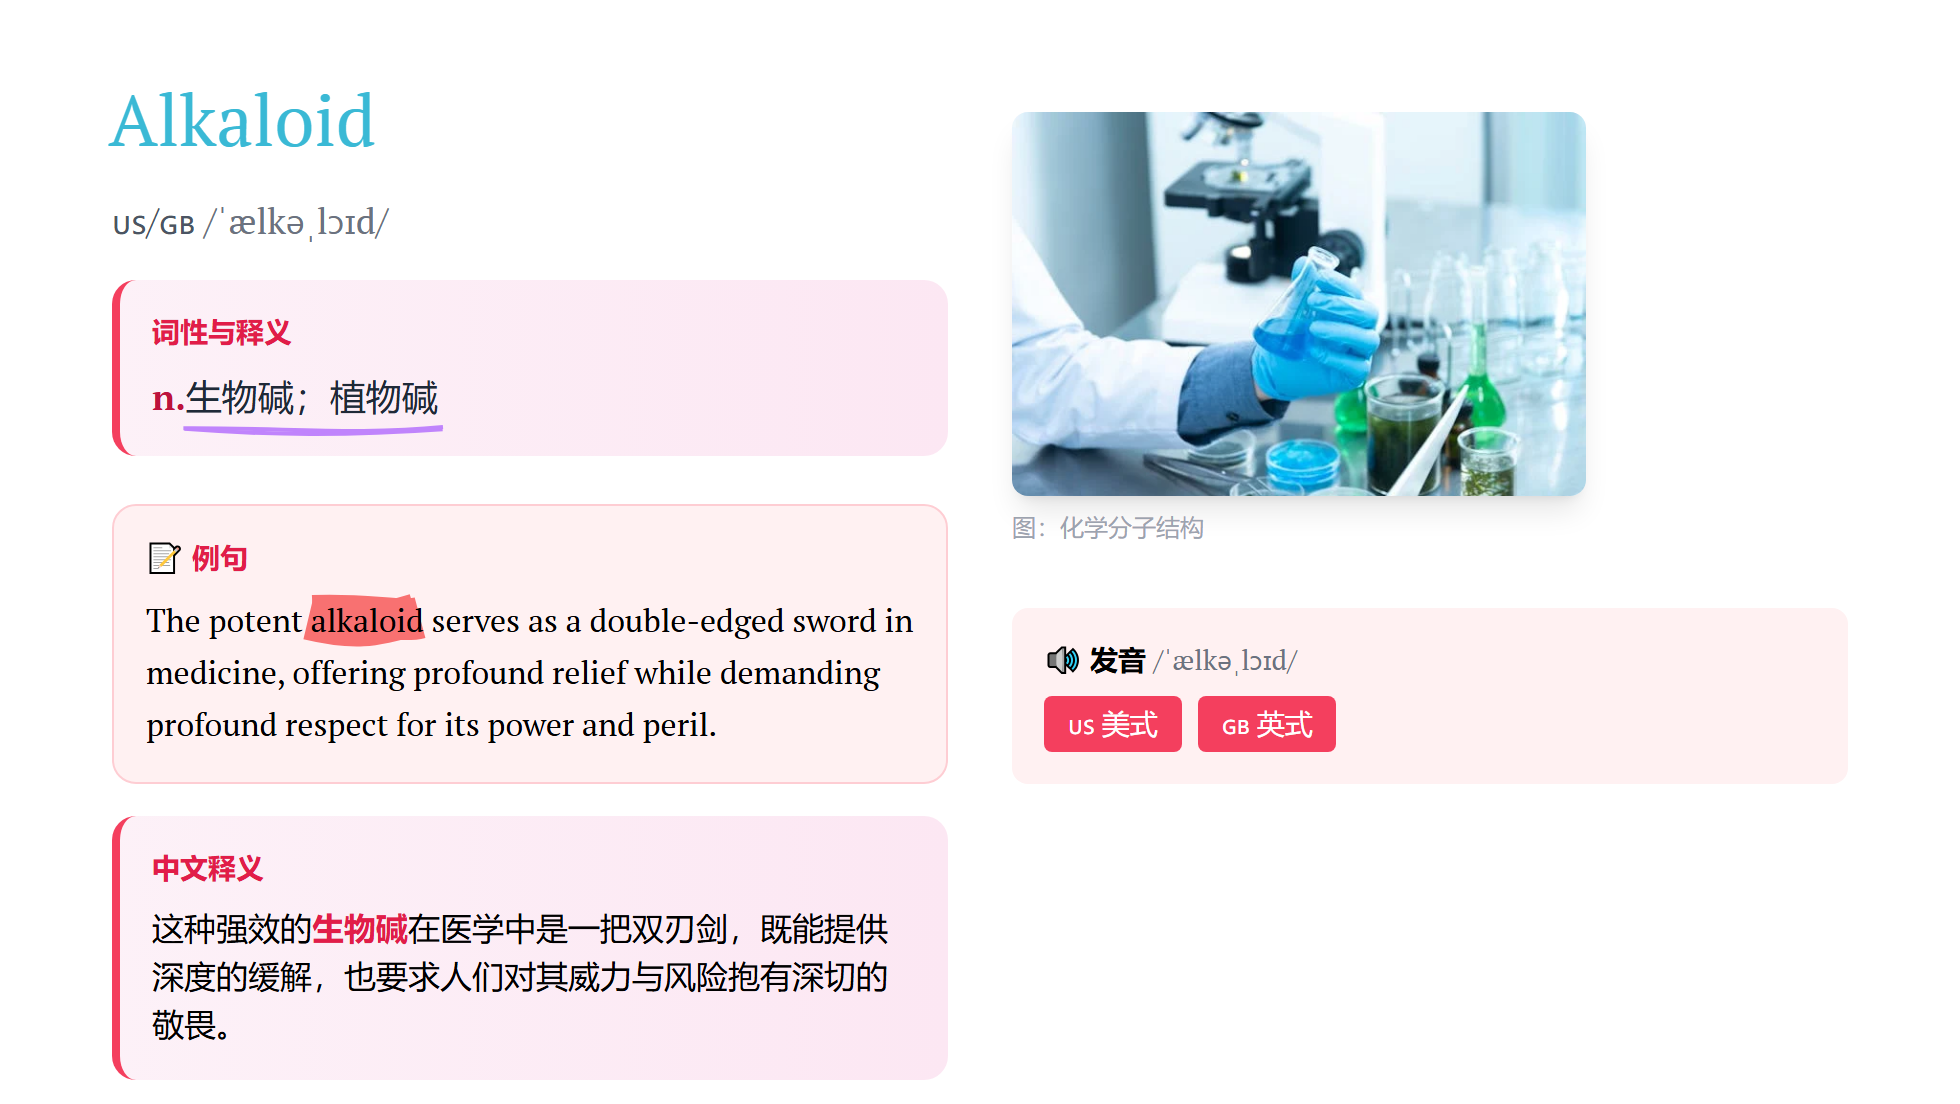 Alkaloid
US/GB /ˈælkəˌlɔɪd/
词性与释义
n.生物碱；植物碱
📝 例句
The potent alkaloid serves as a double-edged sword in
medicine, offering profound relief while demanding
profound respect for its power and peril.
中文释义
这种强效的生物碱在医学中是一把双刃剑，既能提供
深度的缓解，也要求人们对其威力与风险抱有深切的
敬畏。
图：化学分子结构
🔊 发音 /ˈælkəˌlɔɪd/
US 美式
GB 英式